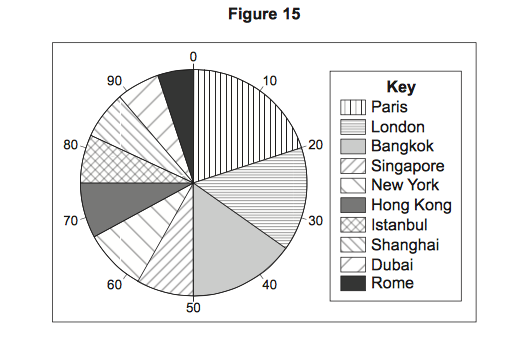 Figure 15
0
10
20
30
40
50
60
70
80
90
Key
Paris
London
Bangkok
Singapore
New York
Hong Kong
Istanbul
Shanghai
Dubai
Rome